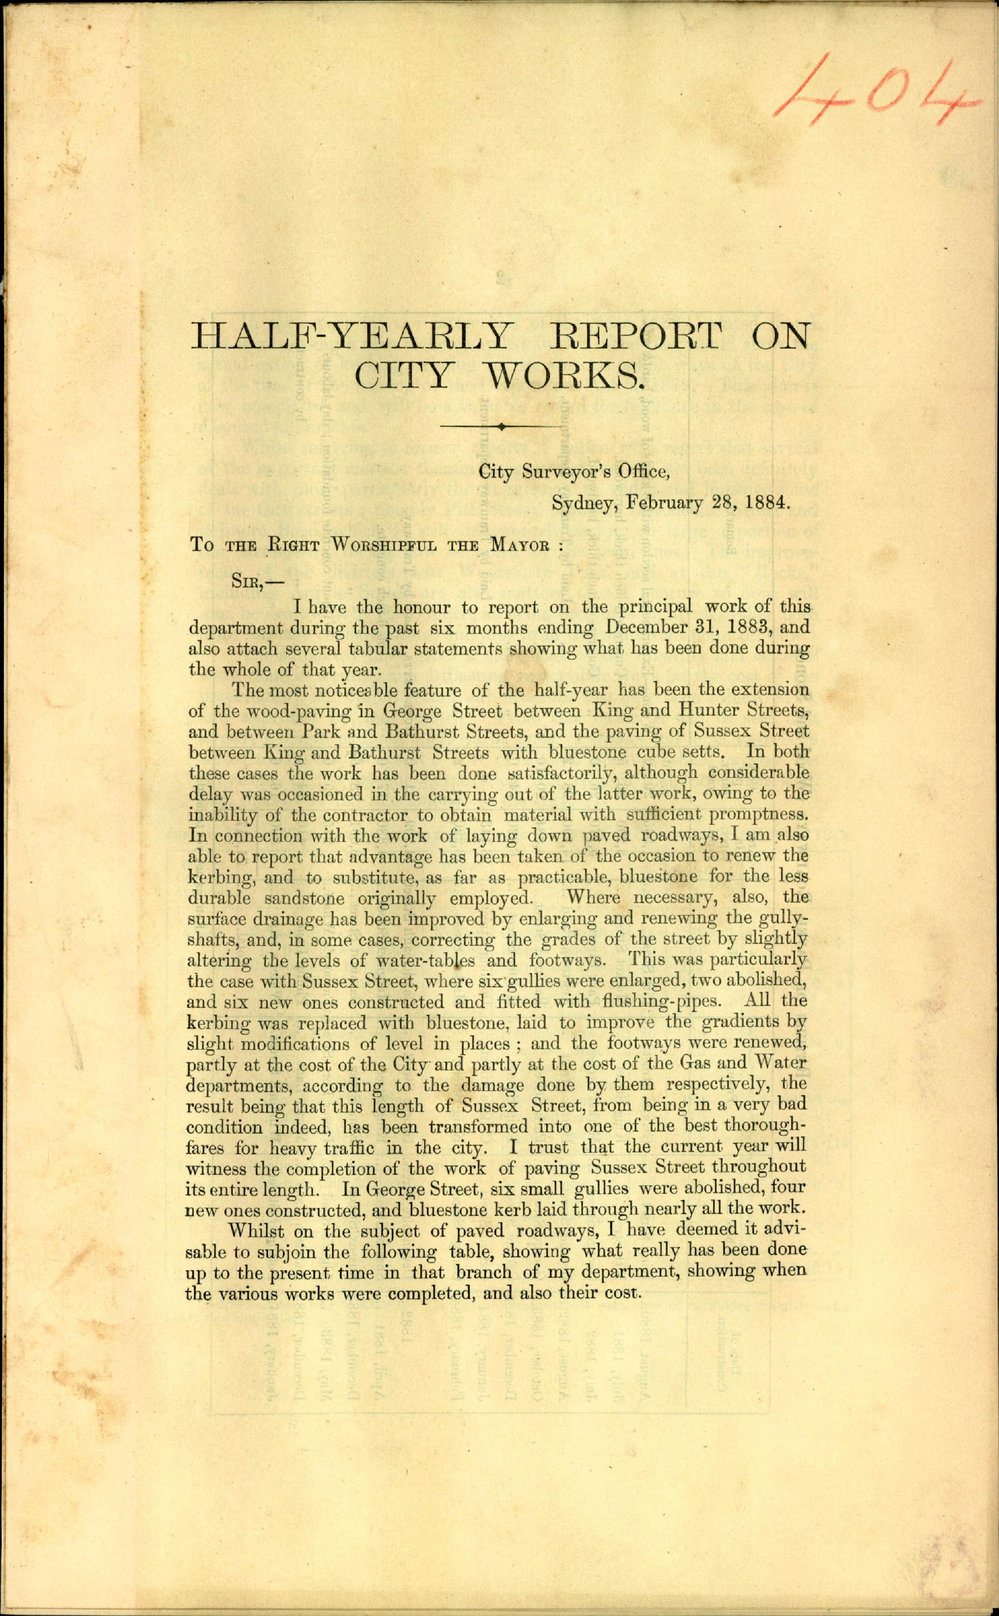 404
HALF-YEARLY REPORT ON
CITY WORKS.
City Surveyor's Office,
Sydney, February 28, 1884.
TO THE RIGHT WORSHIPFUL THE MAYOR :
SIR,—
I have the honour to report on the principal work of this
department during the past six months ending December 31, 1883, and
also attach several tabular statements showing what has been done during
the whole of that year.
The most noticeable feature of the half-year has been the extension
of the wood-paving in George Street between King and Hunter Streets,
and between Park and Bathurst Streets, and the paving of Sussex Street
between King and Bathurst Streets with bluestone cube setts. In both
these cases the work has been done satisfactorily, although considerable
delay was occasioned in the carrying out of the latter work, owing to the
inability of the contractor to obtain material with sufficient promptness.
In connection with the work of laying down paved roadways, I am also
able to report that advantage has been taken of the occasion to renew the
kerbing, and to substitute, as far as practicable, bluestone for the less
durable sandstone originally employed. Where necessary, also, the
surface drainage has been improved by enlarging and renewing the gully-
shafts, and, in some cases, correcting the grades of the street by slightly
altering the levels of water-tables and footways. This was particularly
the case with Sussex Street, where six gullies were enlarged, two abolished,
and six new ones constructed and fitted with flushing-pipes. All the
kerbing was replaced with bluestone, laid to improve the gradients by
slight modifications of level in places ; and the footways were renewed,
partly at the cost of the City and partly at the cost of the Gas and Water
departments, according to the damage done by them respectively, the
result being that this length of Sussex Street, from being in a very bad
condition indeed, has been transformed into one of the best thorough-
fares for heavy traffic in the city. I trust that the current year will
witness the completion of the work of paving Sussex Street throughout
its entire length. In George Street, six small gullies were abolished, four
new ones constructed, and bluestone kerb laid through nearly all the work.
Whilst on the subject of paved roadways, I have deemed it advi-
sable to subjoin the following table, showing what really has been done
up to the present time in that branch of my department, showing when
the various works were completed, and also their cost.